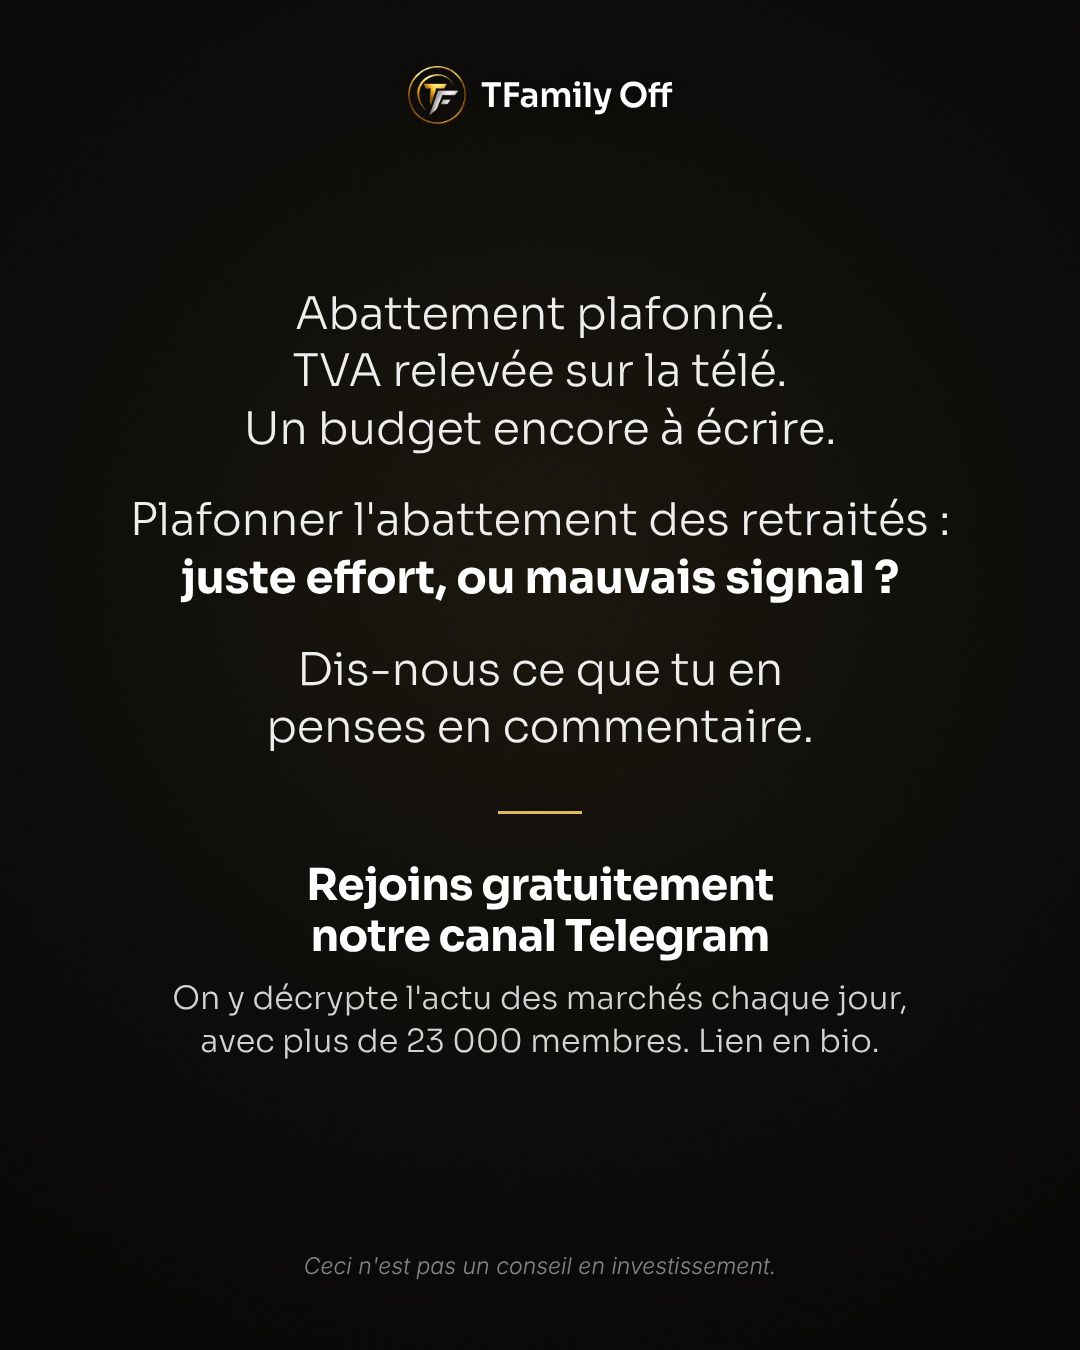 TF TFamily Off
Abattement plafonné.
TVA relevée sur la télé.
Un budget encore à écrire.
Plafonner l'abattement des retraités :
juste effort, ou mauvais signal ?
Dis-nous ce que tu en
penses en commentaire.
Rejoins gratuitement
notre canal Telegram
On y décrypte l'actu des marchés chaque jour,
avec plus de 23 000 membres. Lien en bio.
Ceci n'est pas un conseil en investissement.